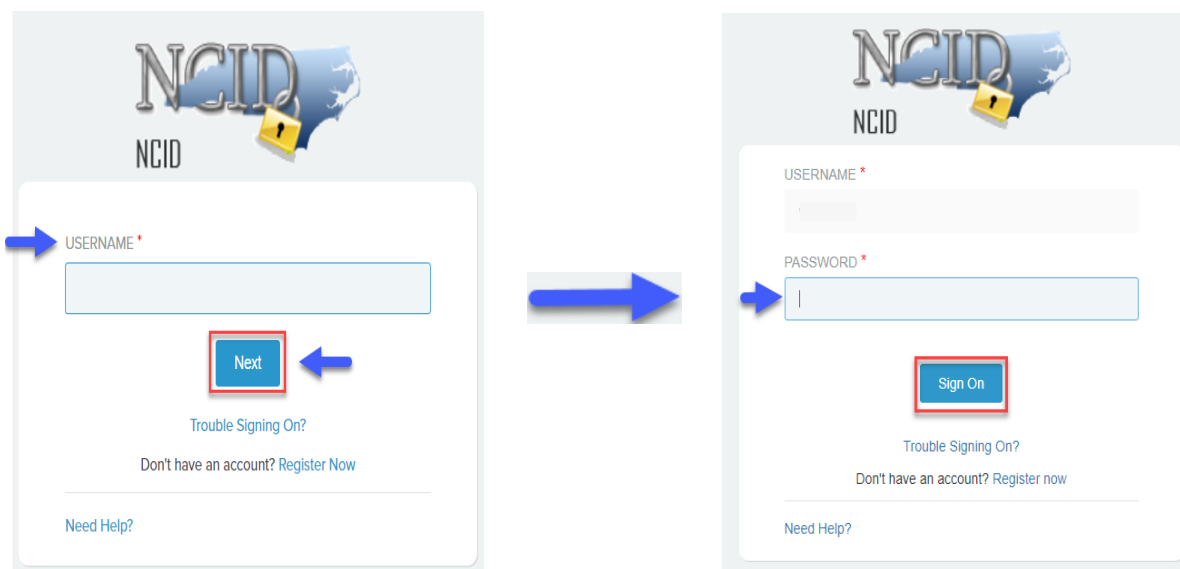 NCID
NCID
USERNAME *
Next
Trouble Signing On?
Don't have an account? Register Now
Need Help?
NCID
NCID
USERNAME *
PASSWORD *
Sign On
Trouble Signing On?
Don't have an account? Register now
Need Help?